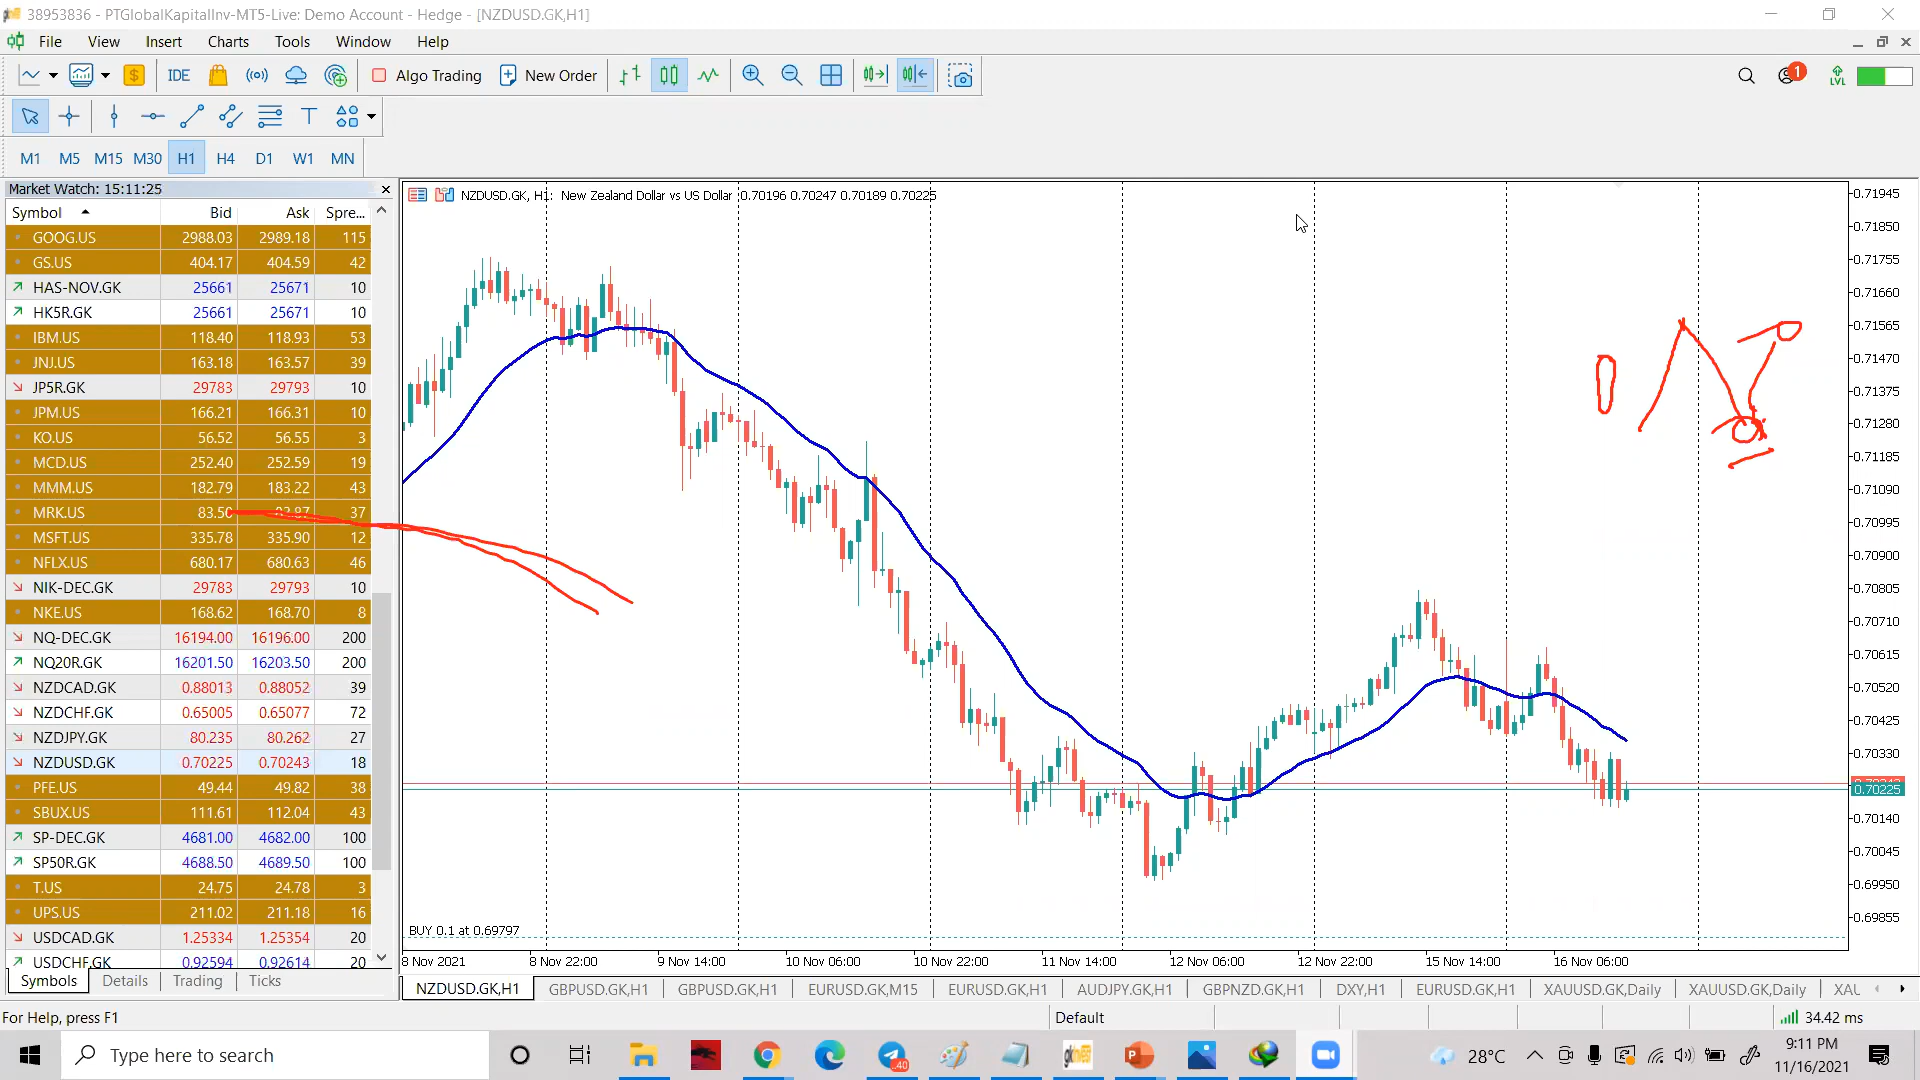 38953836 - PTGlobalKapitalInv-MT5-Live: Demo Account - Hedge - [NZDUSD.GK,H1]
File View Insert Charts Tools Window Help
IDE Algo Trading New Order 1 LVL
M1 M5 M15 M30 H1 H4 D1 W1 MN
Market Watch: 15:11:25
Symbol Bid Ask Spre...
GOOG.US 2988.03 2989.18 115
GS.US 404.17 404.59 42
HAS-NOV.GK 25661 25671 10
HK5R.GK 25661 25671 10
IBM.US 118.40 118.93 53
JNJ.US 163.18 163.57 39
JP5R.GK 29783 29793 10
JPM.US 166.21 166.31 10
KO.US 56.52 56.55 3
MCD.US 252.40 252.59 19
MMM.US 182.79 183.22 43
MRK.US 83.50 83.87 37
MSFT.US 335.78 335.90 12
NFLX.US 680.17 680.63 46
NIK-DEC.GK 29783 29793 10
NKE.US 168.62 168.70 8
NQ-DEC.GK 16194.00 16196.00 200
NQ20R.GK 16201.50 16203.50 200
NZDCAD.GK 0.88013 0.88052 39
NZDCHF.GK 0.65005 0.65077 72
NZDJPY.GK 80.235 80.262 27
NZDUSD.GK 0.70225 0.70243 18
PFE.US 49.44 49.82 38
SBUX.US 111.61 112.04 43
SP-DEC.GK 4681.00 4682.00 100
SP50R.GK 4688.50 4689.50 100
T.US 24.75 24.78 3
UPS.US 211.02 211.18 16
USDCAD.GK 1.25334 1.25354 20
USDCHF.GK 0.92594 0.92614 20
Symbols Details Trading Ticks
NZDUSD.GK, H1: New Zealand Dollar vs US Dollar 0.70196 0.70247 0.70189 0.70225
0.71945
0.71850
0.71755
0.71660
0.71565
0.71470
0.71375
0.71280
0.71185
0.71090
0.70995
0.70900
0.70805
0.70710
0.70615
0.70520
0.70425
0.70330
0.70243
0.70225
0.70140
0.70045
0.69950
0.69855
BUY 0.1 at 0.69797
8 Nov 2021 8 Nov 22:00 9 Nov 14:00 10 Nov 06:00 10 Nov 22:00 11 Nov 14:00 12 Nov 06:00 12 Nov 22:00 15 Nov 14:00 16 Nov 06:00
NZDUSD.GK,H1 GBPUSD.GK,H1 GBPUSD.GK,H1 EURUSD.GK,M15 EURUSD.GK,H1 AUDJPY.GK,H1 GBPNZD.GK,H1 DXY,H1 EURUSD.GK,H1 XAUUSD.GK,Daily XAUUSD.GK,Daily XAU
For Help, press F1 Default 34.42 ms
Type here to search 40 28°C 9:11 PM
11/16/2021